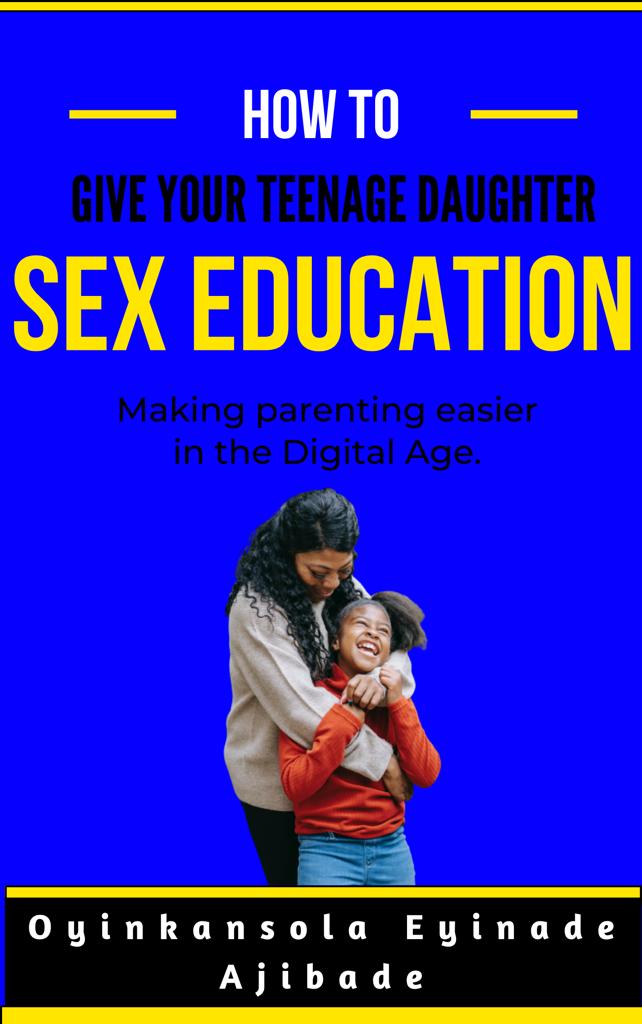 HOW TO
GIVE YOUR TEENAGE DAUGHTER
SEX EDUCATION
Making parenting easier
in the Digital Age.
Oyinkansola Eyinade
Ajibade